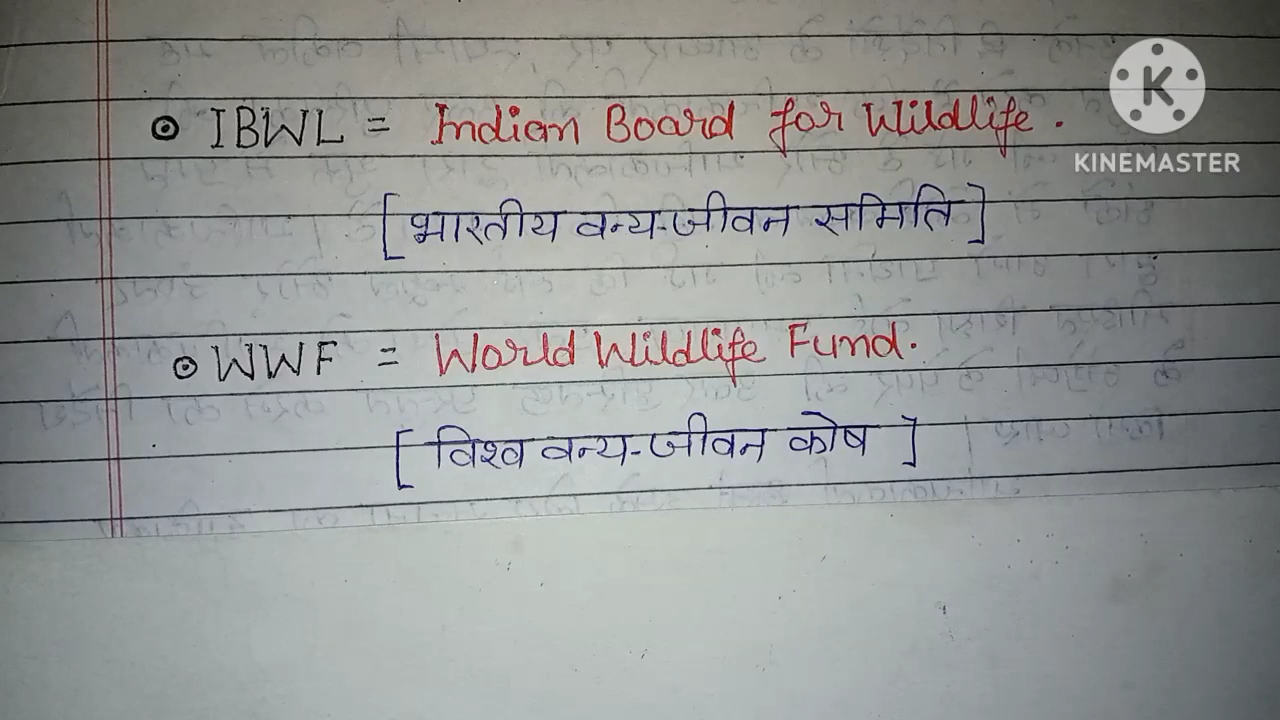 IBWL = Indian Board for Wildlife.
[भारतीय वन्य-जीवन समिति]
WWF = World Wildlife Fund.
[विश्व वन्य-जीवन कोष]
KINEMASTER